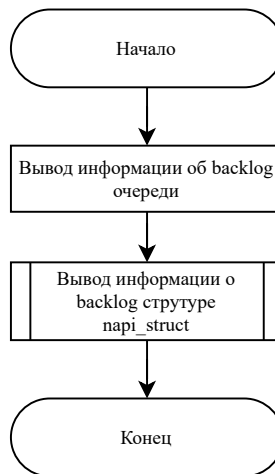 Начало
Вывод информации об backlog
очереди
Вывод информации о
backlog струтуре
napi_struct
Конец